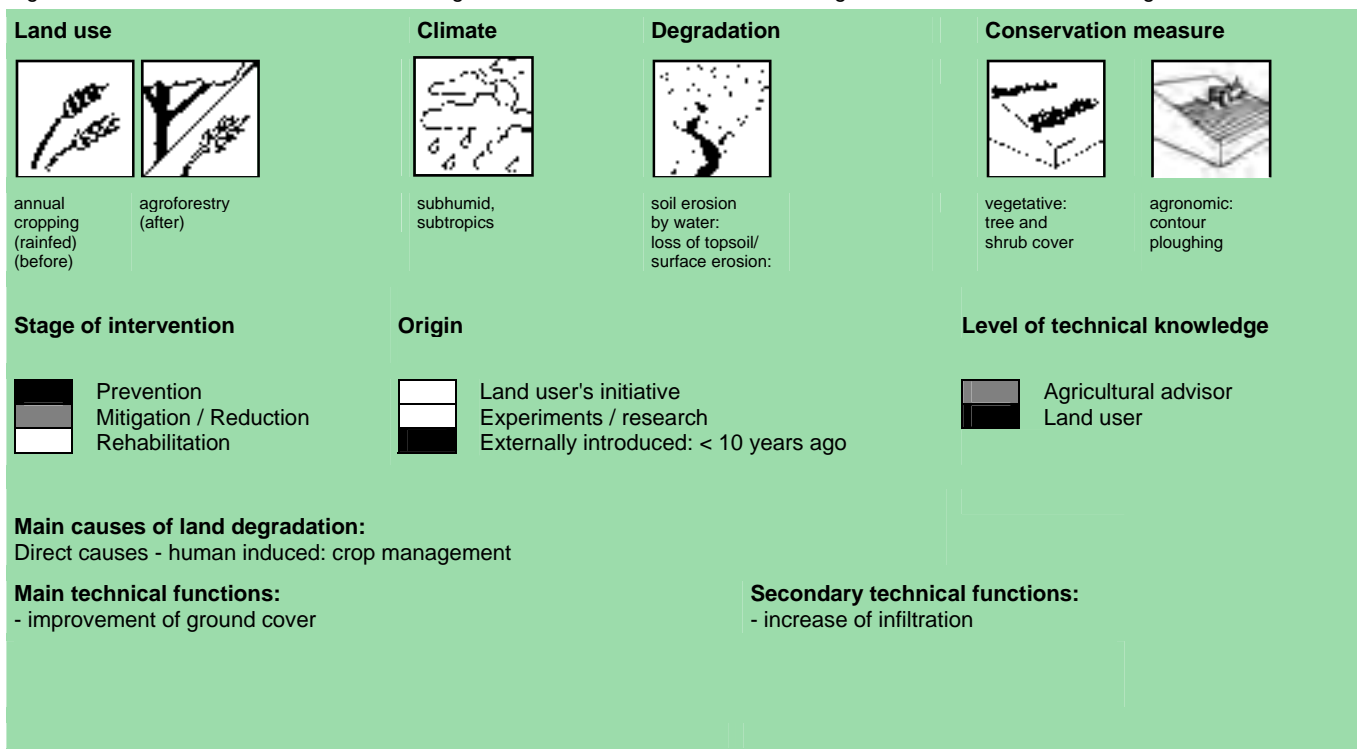 Land use
Climate
Degradation
Conservation measure
annual
cropping
(rainfed)
(before)
agroforestry
(after)
subhumid,
subtropics
soil erosion
by water:
loss of topsoil/
surface erosion:
vegetative:
tree and
shrub cover
agronomic:
contour
ploughing
Stage of intervention
Origin
Level of technical knowledge
Prevention
Mitigation / Reduction
Rehabilitation
Land user's initiative
Experiments / research
Externally introduced: < 10 years ago
Agricultural advisor
Land user
Main causes of land degradation:
Direct causes - human induced: crop management
Main technical functions:
- improvement of ground cover
Secondary technical functions:
- increase of infiltration